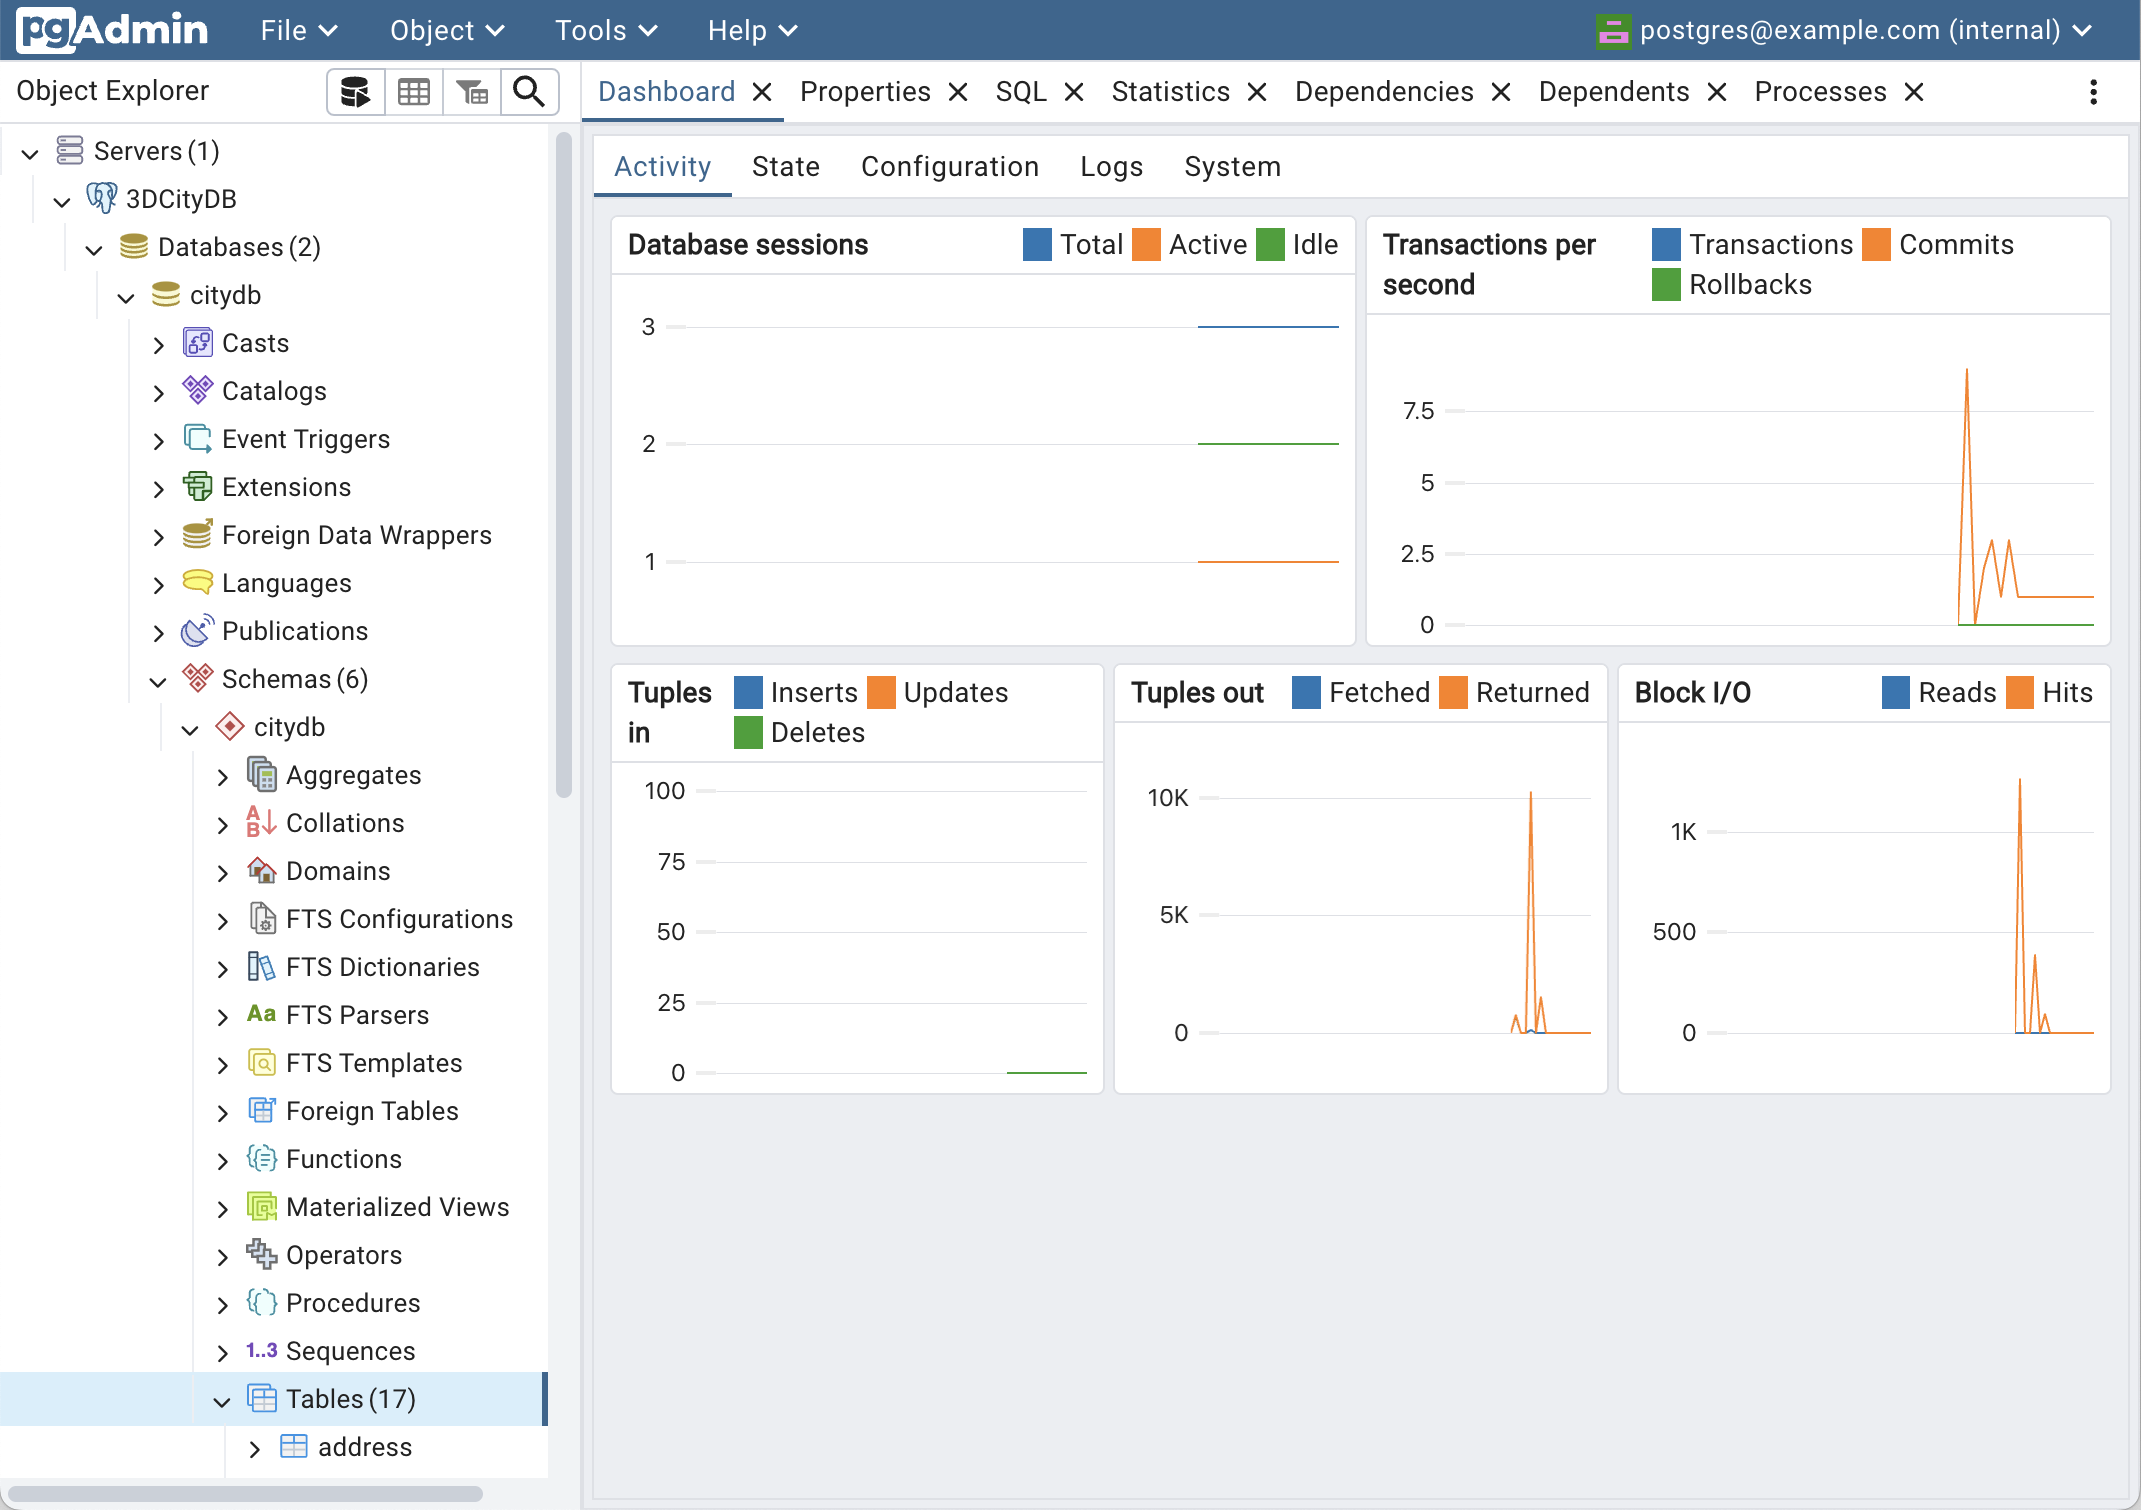 pgAdmin File Object Tools Help postgres@example.com (internal)
Object Explorer
Dashboard Properties SQL Statistics Dependencies Dependents Processes
Servers (1)
3DCityDB
Databases (2)
citydb
Casts
Catalogs
Event Triggers
Extensions
Foreign Data Wrappers
Languages
Publications
Schemas (6)
citydb
Aggregates
AB Collations
Domains
FTS Configurations
FTS Dictionaries
Aa FTS Parsers
FTS Templates
Foreign Tables
Functions
Materialized Views
Operators
Procedures
1..3 Sequences
Tables (17)
address
Activity State Configuration Logs System
Database sessions Total Active Idle
3
2
1
Transactions per second Transactions Commits
Rollbacks
7.5
5
2.5
0
Tuples in Inserts Updates
Deletes
100
75
50
25
0
Tuples out Fetched Returned
10K
5K
0
Block I/O Reads Hits
1K
500
0